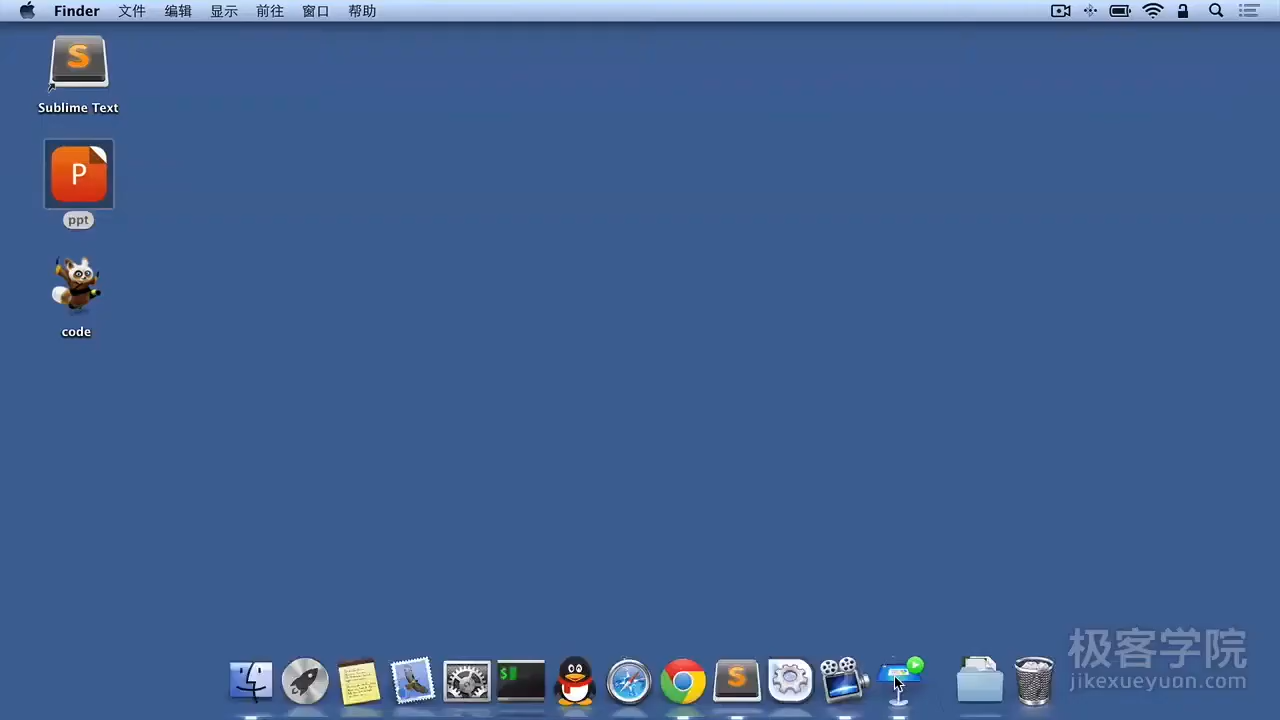 Finder 文件 编辑 显示 前往 窗口 帮助
S
Sublime Text
P
ppt
code
$
S
极客学院
jikexueyuan.com